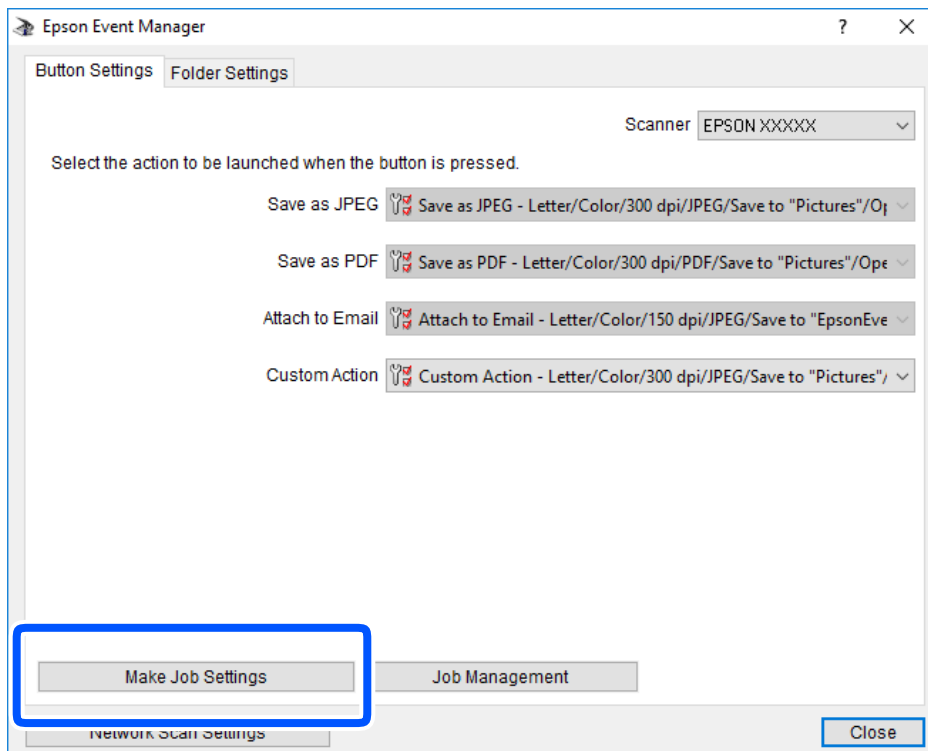 Epson Event Manager
Button Settings Folder Settings
Scanner EPSON XXXXX
Select the action to be launched when the button is pressed.
Save as JPEG Save as JPEG - Letter/Color/300 dpi/JPEG/Save to "Pictures"/Op
Save as PDF Save as PDF - Letter/Color/300 dpi/PDF/Save to "Pictures"/Ope
Attach to Email Attach to Email - Letter/Color/150 dpi/JPEG/Save to "EpsonEve
Custom Action Custom Action - Letter/Color/300 dpi/JPEG/Save to "Pictures"/
Make Job Settings Job Management
Network Scan Settings Close